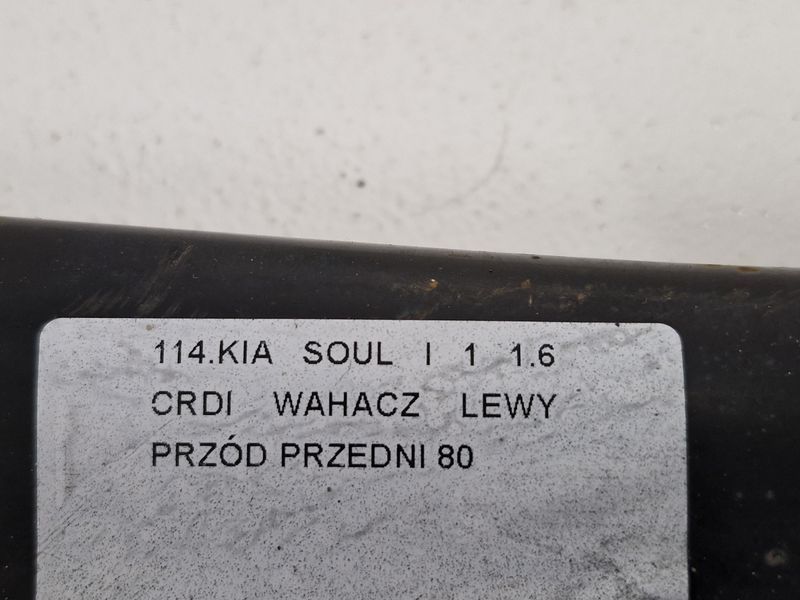 114.KIA SOUL I 1 1.6
CRDI WAHACZ LEWY
PRZÓD PRZEDNI 80